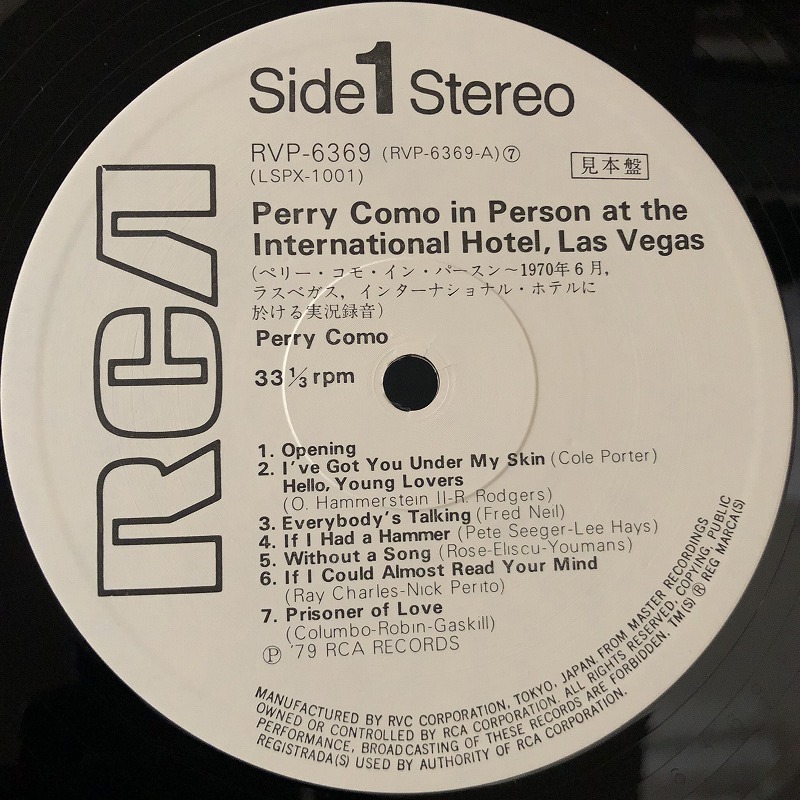 Side 1 Stereo
RVP-6369 (RVP-6369-A)⑦
(LSPX-1001)
見本盤
Perry Como in Person at the
International Hotel, Las Vegas
(ペリー・コモ・イン・パースン〜1970年6月,
ラスベガス, インターナショナル・ホテルに
於ける実況録音)
Perry Como
33 1/3 rpm
RCA
1. Opening
2. I've Got You Under My Skin (Cole Porter)
Hello, Young Lovers
(O. Hammerstein II-R. Rodgers)
3. Everybody's Talking (Fred Neil)
4. If I Had a Hammer (Pete Seeger-Lee Hays)
5. Without a Song (Rose-Eliscu-Youmans)
6. If I Could Almost Read Your Mind
(Ray Charles-Nick Perito)
7. Prisoner of Love
(Columbo-Robin-Gaskill)
Ⓟ '79 RCA RECORDS
MANUFACTURED BY RVC CORPORATION, TOKYO, JAPAN, FROM MASTER RECORDINGS
OWNED OR CONTROLLED BY RCA CORPORATION. ALL RIGHTS RESERVED, COPYING, PUBLIC
PERFORMANCE, BROADCASTING OF THESE RECORDS ARE FORBIDDEN. TM(S) ® REG MARCA(S)
REGISTRADA(S) USED BY AUTHORITY OF RCA CORPORATION.